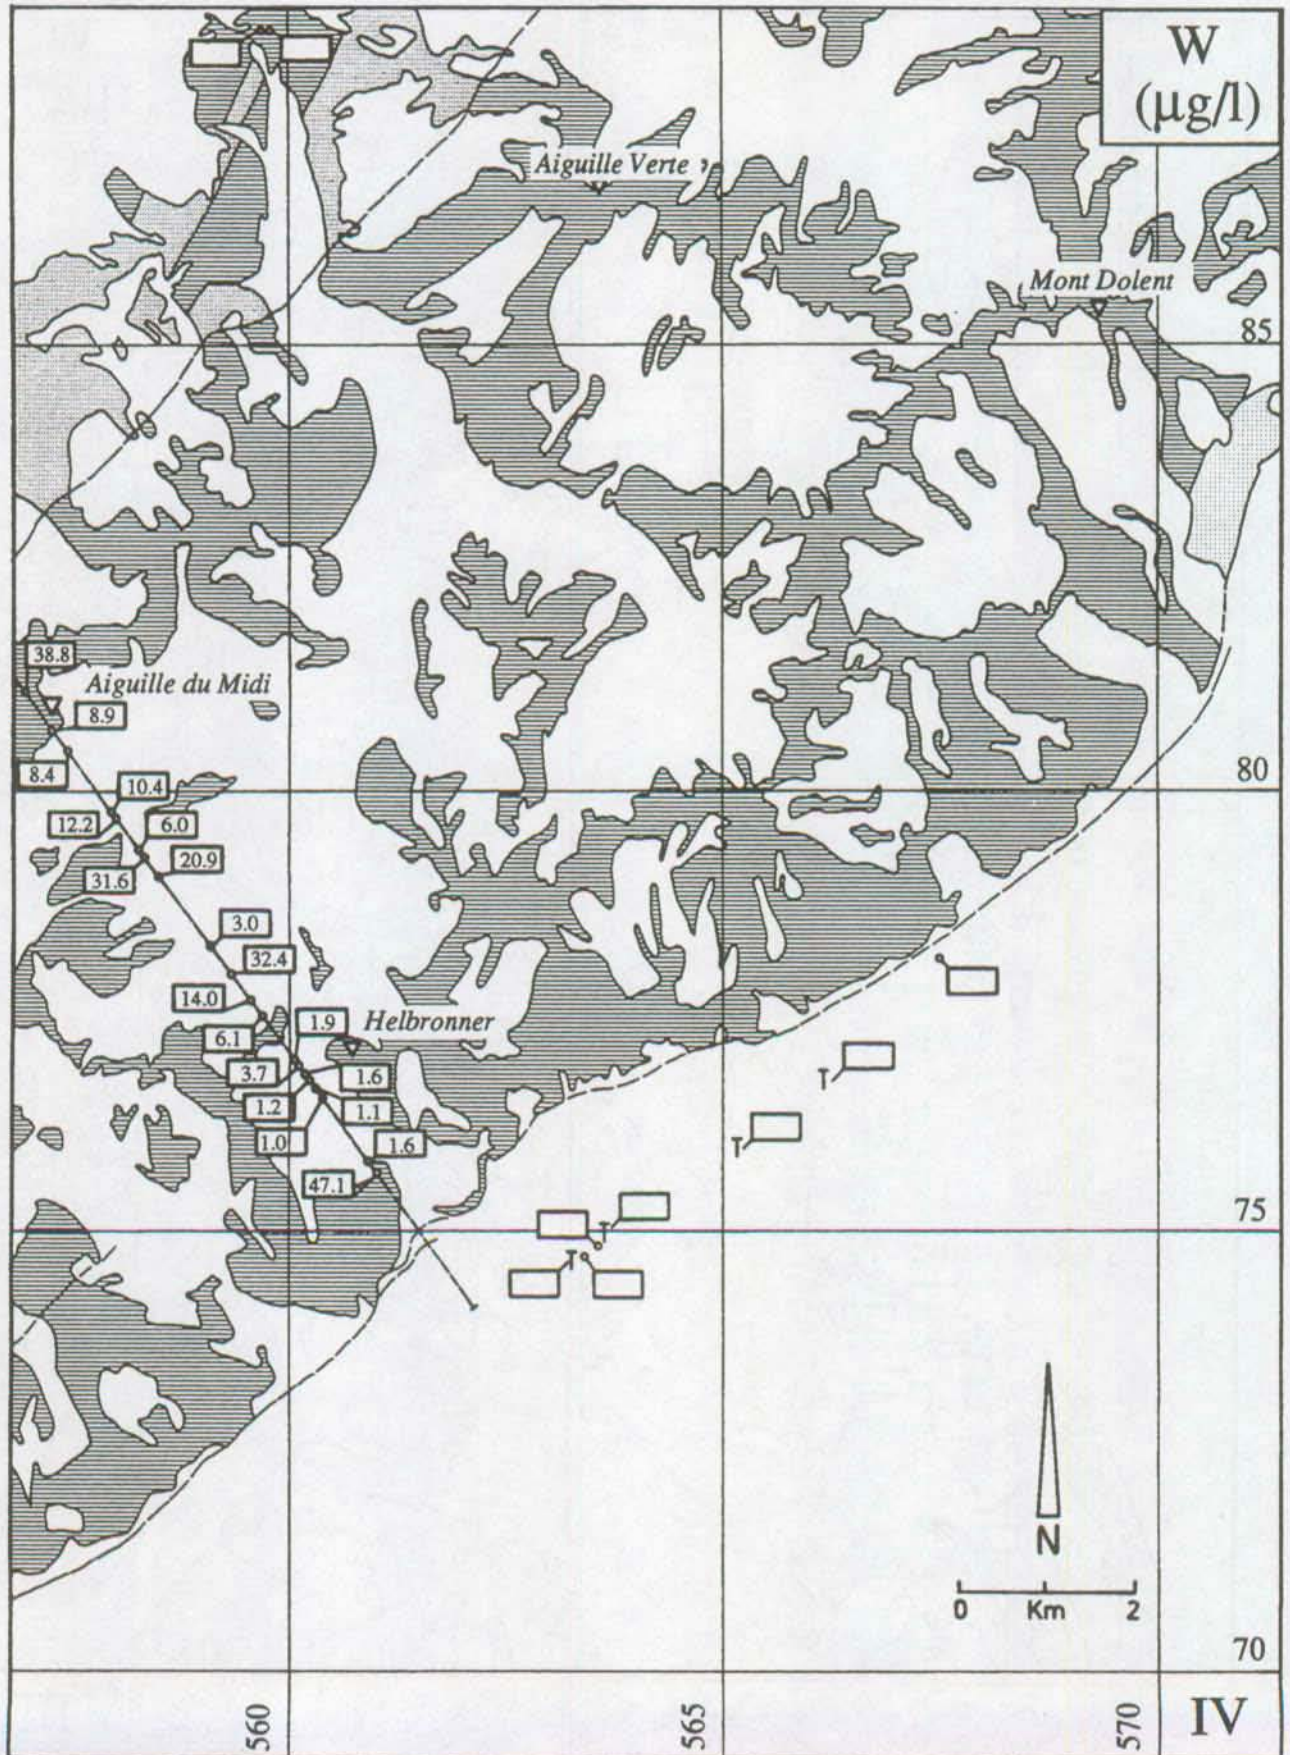 W
(μg/l)
Aiguille Verte
Mont Dolent
85
38.8
Aiguille du Midi
8.9
8.4
80
10.4
12.2
6.0
20.9
31.6
3.0
32.4
14.0
1.9
Helbronner
6.1
3.7
1.6
1.2
1.1
1.0
1.6
47.1
T
T
T
75
T
N
0 Km 2
70
560
565
570
IV